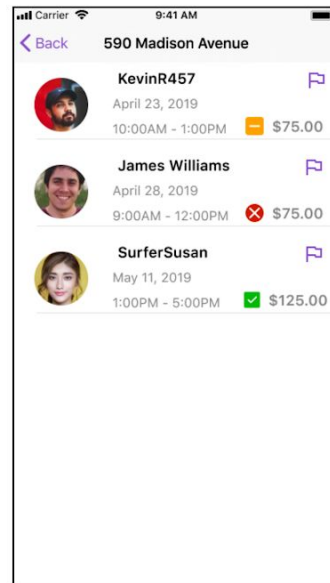 Carrier 9:41 AM
Back 590 Madison Avenue
KevinR457
April 23, 2019
10:00AM - 1:00PM $75.00
James Williams
April 28, 2019
9:00AM - 12:00PM $75.00
SurferSusan
May 11, 2019
1:00PM - 5:00PM $125.00